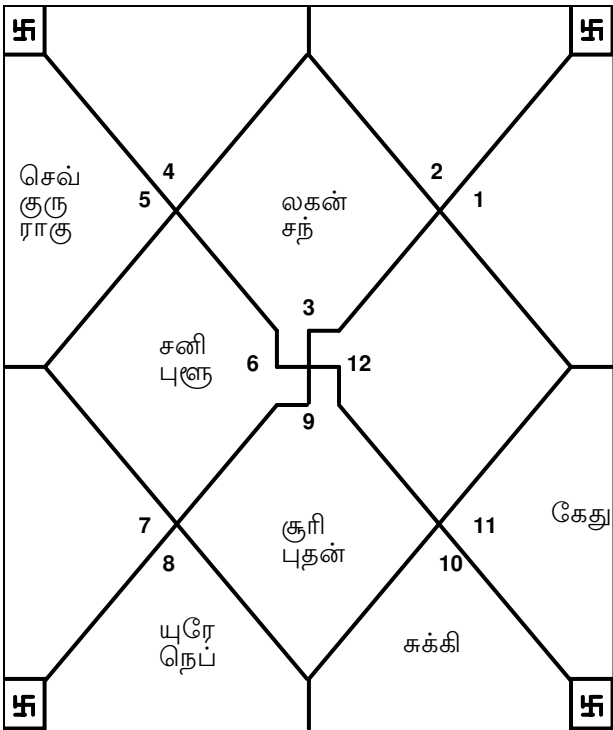 4
2
செவ்
குரு
ராகு
5
லகன்
சந்
1
3
சனி
புளூ
6
12
9
7
8
சூரி
புதன்
11
10
கேது
யுரே
நெப்
சுக்கி